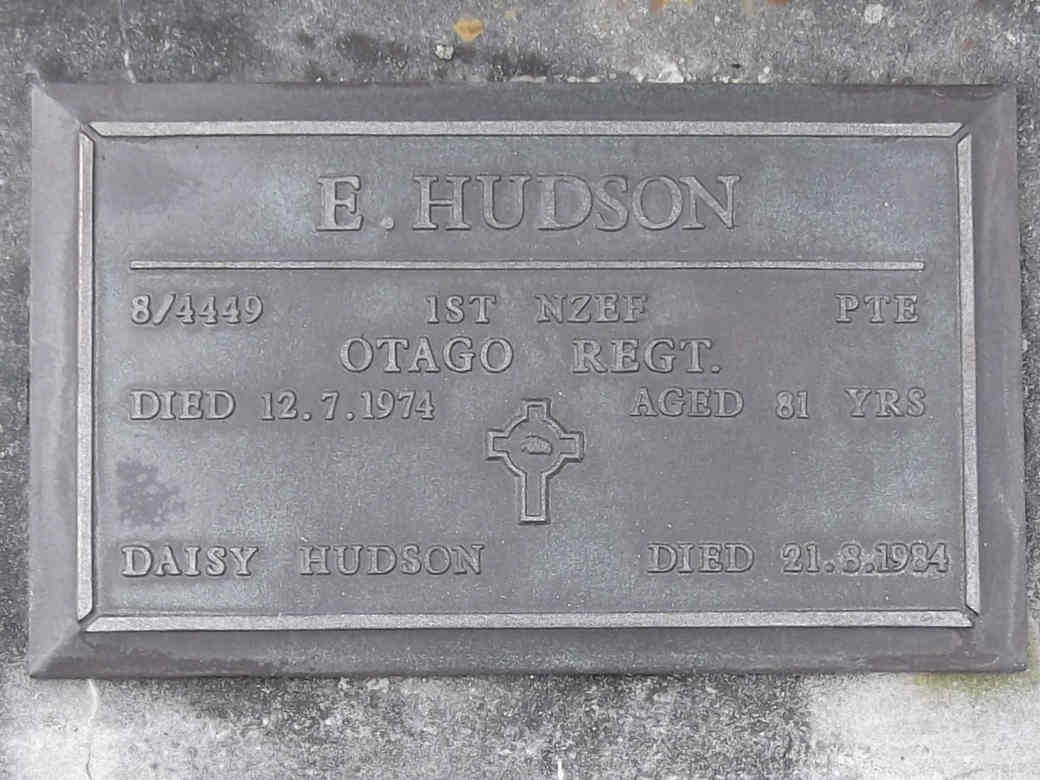 E. HUDSON
8/4449 1ST NZEF PTE
OTAGO REGT.
DIED 12.7.1974 AGED 81 YRS
DAISY HUDSON DIED 21.8.1984